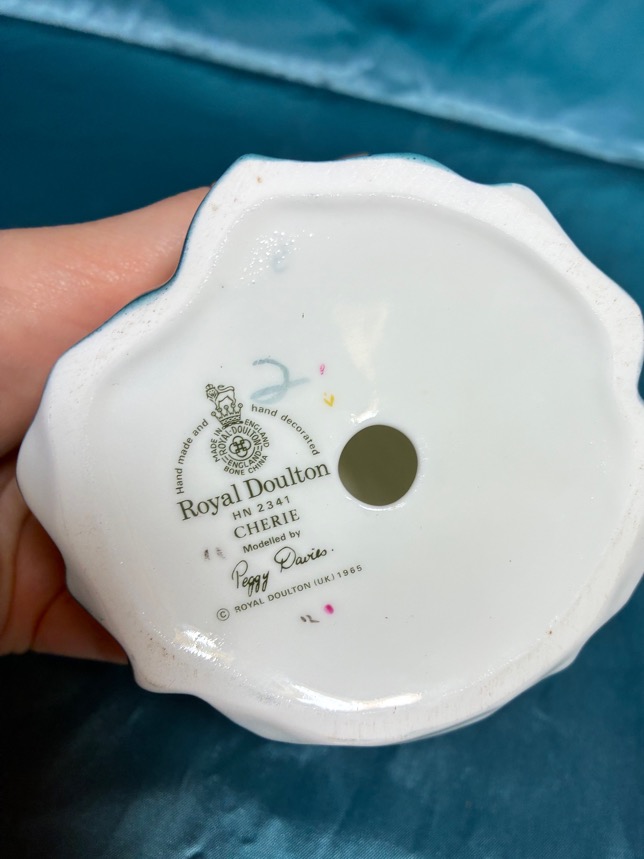 2
Hand made and hand decorated
MADE IN ENGLAND
ROYAL DOULTON
ENGLAND
BONE CHINA
Royal Doulton
HN 2341
CHERIE
Modelled by
Peggy Davies.
© ROYAL DOULTON (UK) 1965